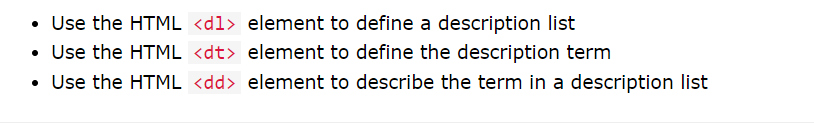 • Use the HTML <dl> element to define a description list
• Use the HTML <dt> element to define the description term
• Use the HTML <dd> element to describe the term in a description list